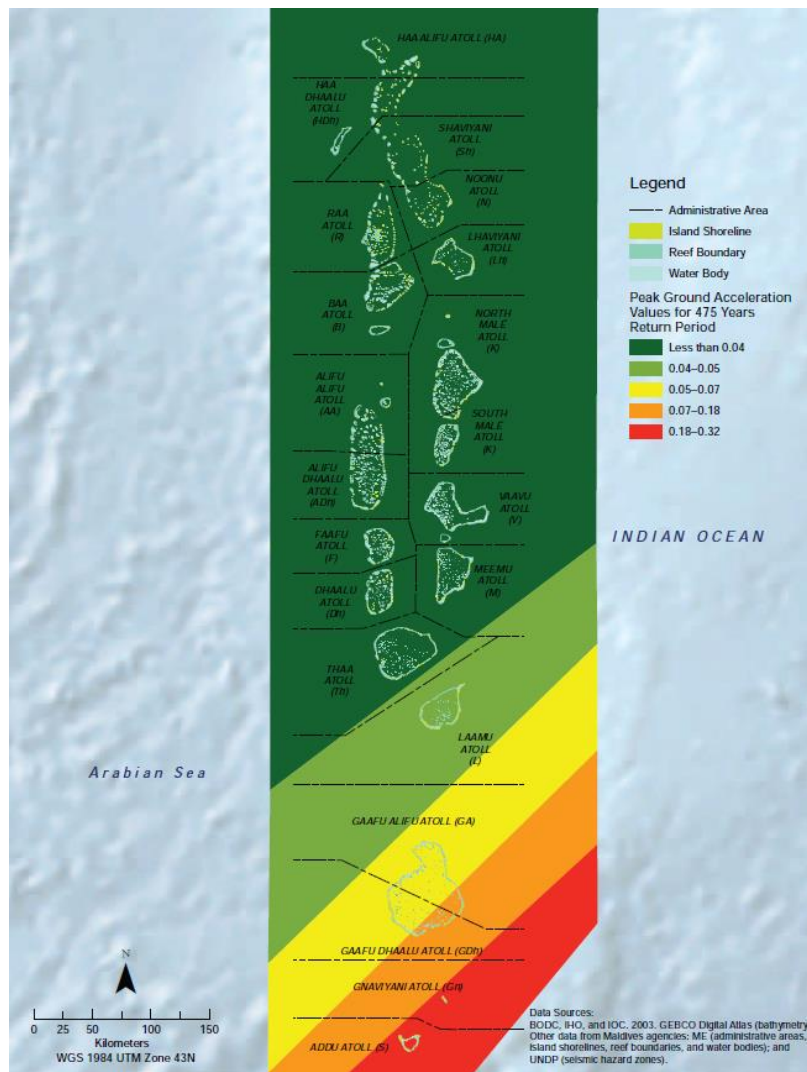 HAA ALIFU ATOLL (HA)
HAA
DHAALU
ATOLL
(HDh)
SHAVIYANI
ATOLL
(Sh)
NOONU
ATOLL
(N)
RAA
ATOLL
(R)
LHAVIYANI
ATOLL
(Lh)
BAA
ATOLL
(B)
NORTH
MALE
ATOLL
(K)
ALIFU
ALIFU
ATOLL
(AA)
SOUTH
MALE
ATOLL
(K)
ALIFU
DHAALU
ATOLL
(ADh)
VAAVU
ATOLL
(V)
FAAFU
ATOLL
(F)
MEEMU
ATOLL
(M)
DHAALU
ATOLL
(Dh)
THAA
ATOLL
(Th)
LAAMU
ATOLL
(L)
GAAFU ALIFU ATOLL (GA)
GAAFU DHAALU ATOLL (GDh)
GNAVIYANI ATOLL (Gn)
ADDU ATOLL (S)
Arabian Sea
INDIAN OCEAN
Legend
Administrative Area
Island Shoreline
Reef Boundary
Water Body
Peak Ground Acceleration
Values for 475 Years
Return Period
Less than 0.04
0.04–0.05
0.05–0.07
0.07–0.18
0.18–0.32
N
0 25 50 100 150
Kilometers
WGS 1984 UTM Zone 43N
Data Sources:
BODC, IHO, and IOC. 2003. GEBCO Digital Atlas (bathymetry
Other data from Maldives agencies: ME (administrative areas,
island shorelines, reef boundaries, and water bodies); and
UNDP (seismic hazard zones).